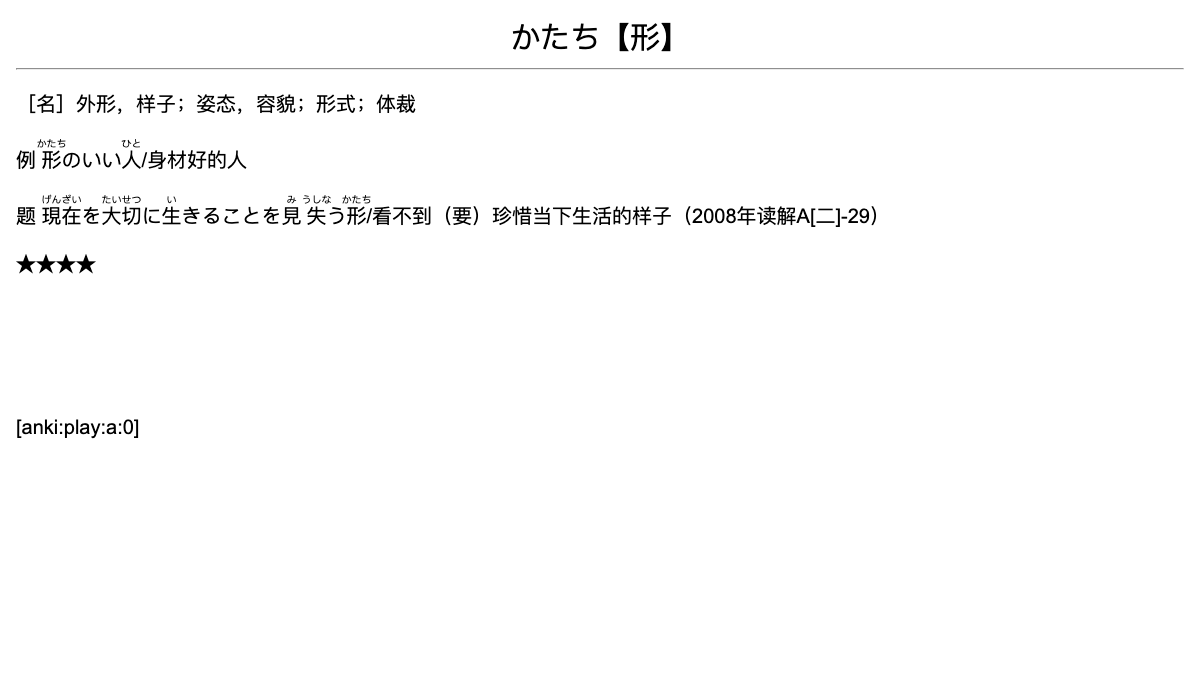 かたち【形】
［名］外形，样子；姿态，容貌；形式；体裁
かたち ひと
例 形のいい人/身材好的人
げんざい たいせつ い み うしな かたち
题 現在を大切に生きることを見失う形/看不到（要）珍惜当下生活的样子（2008年读解A[二]-29）
★★★★
[anki:play:a:0]